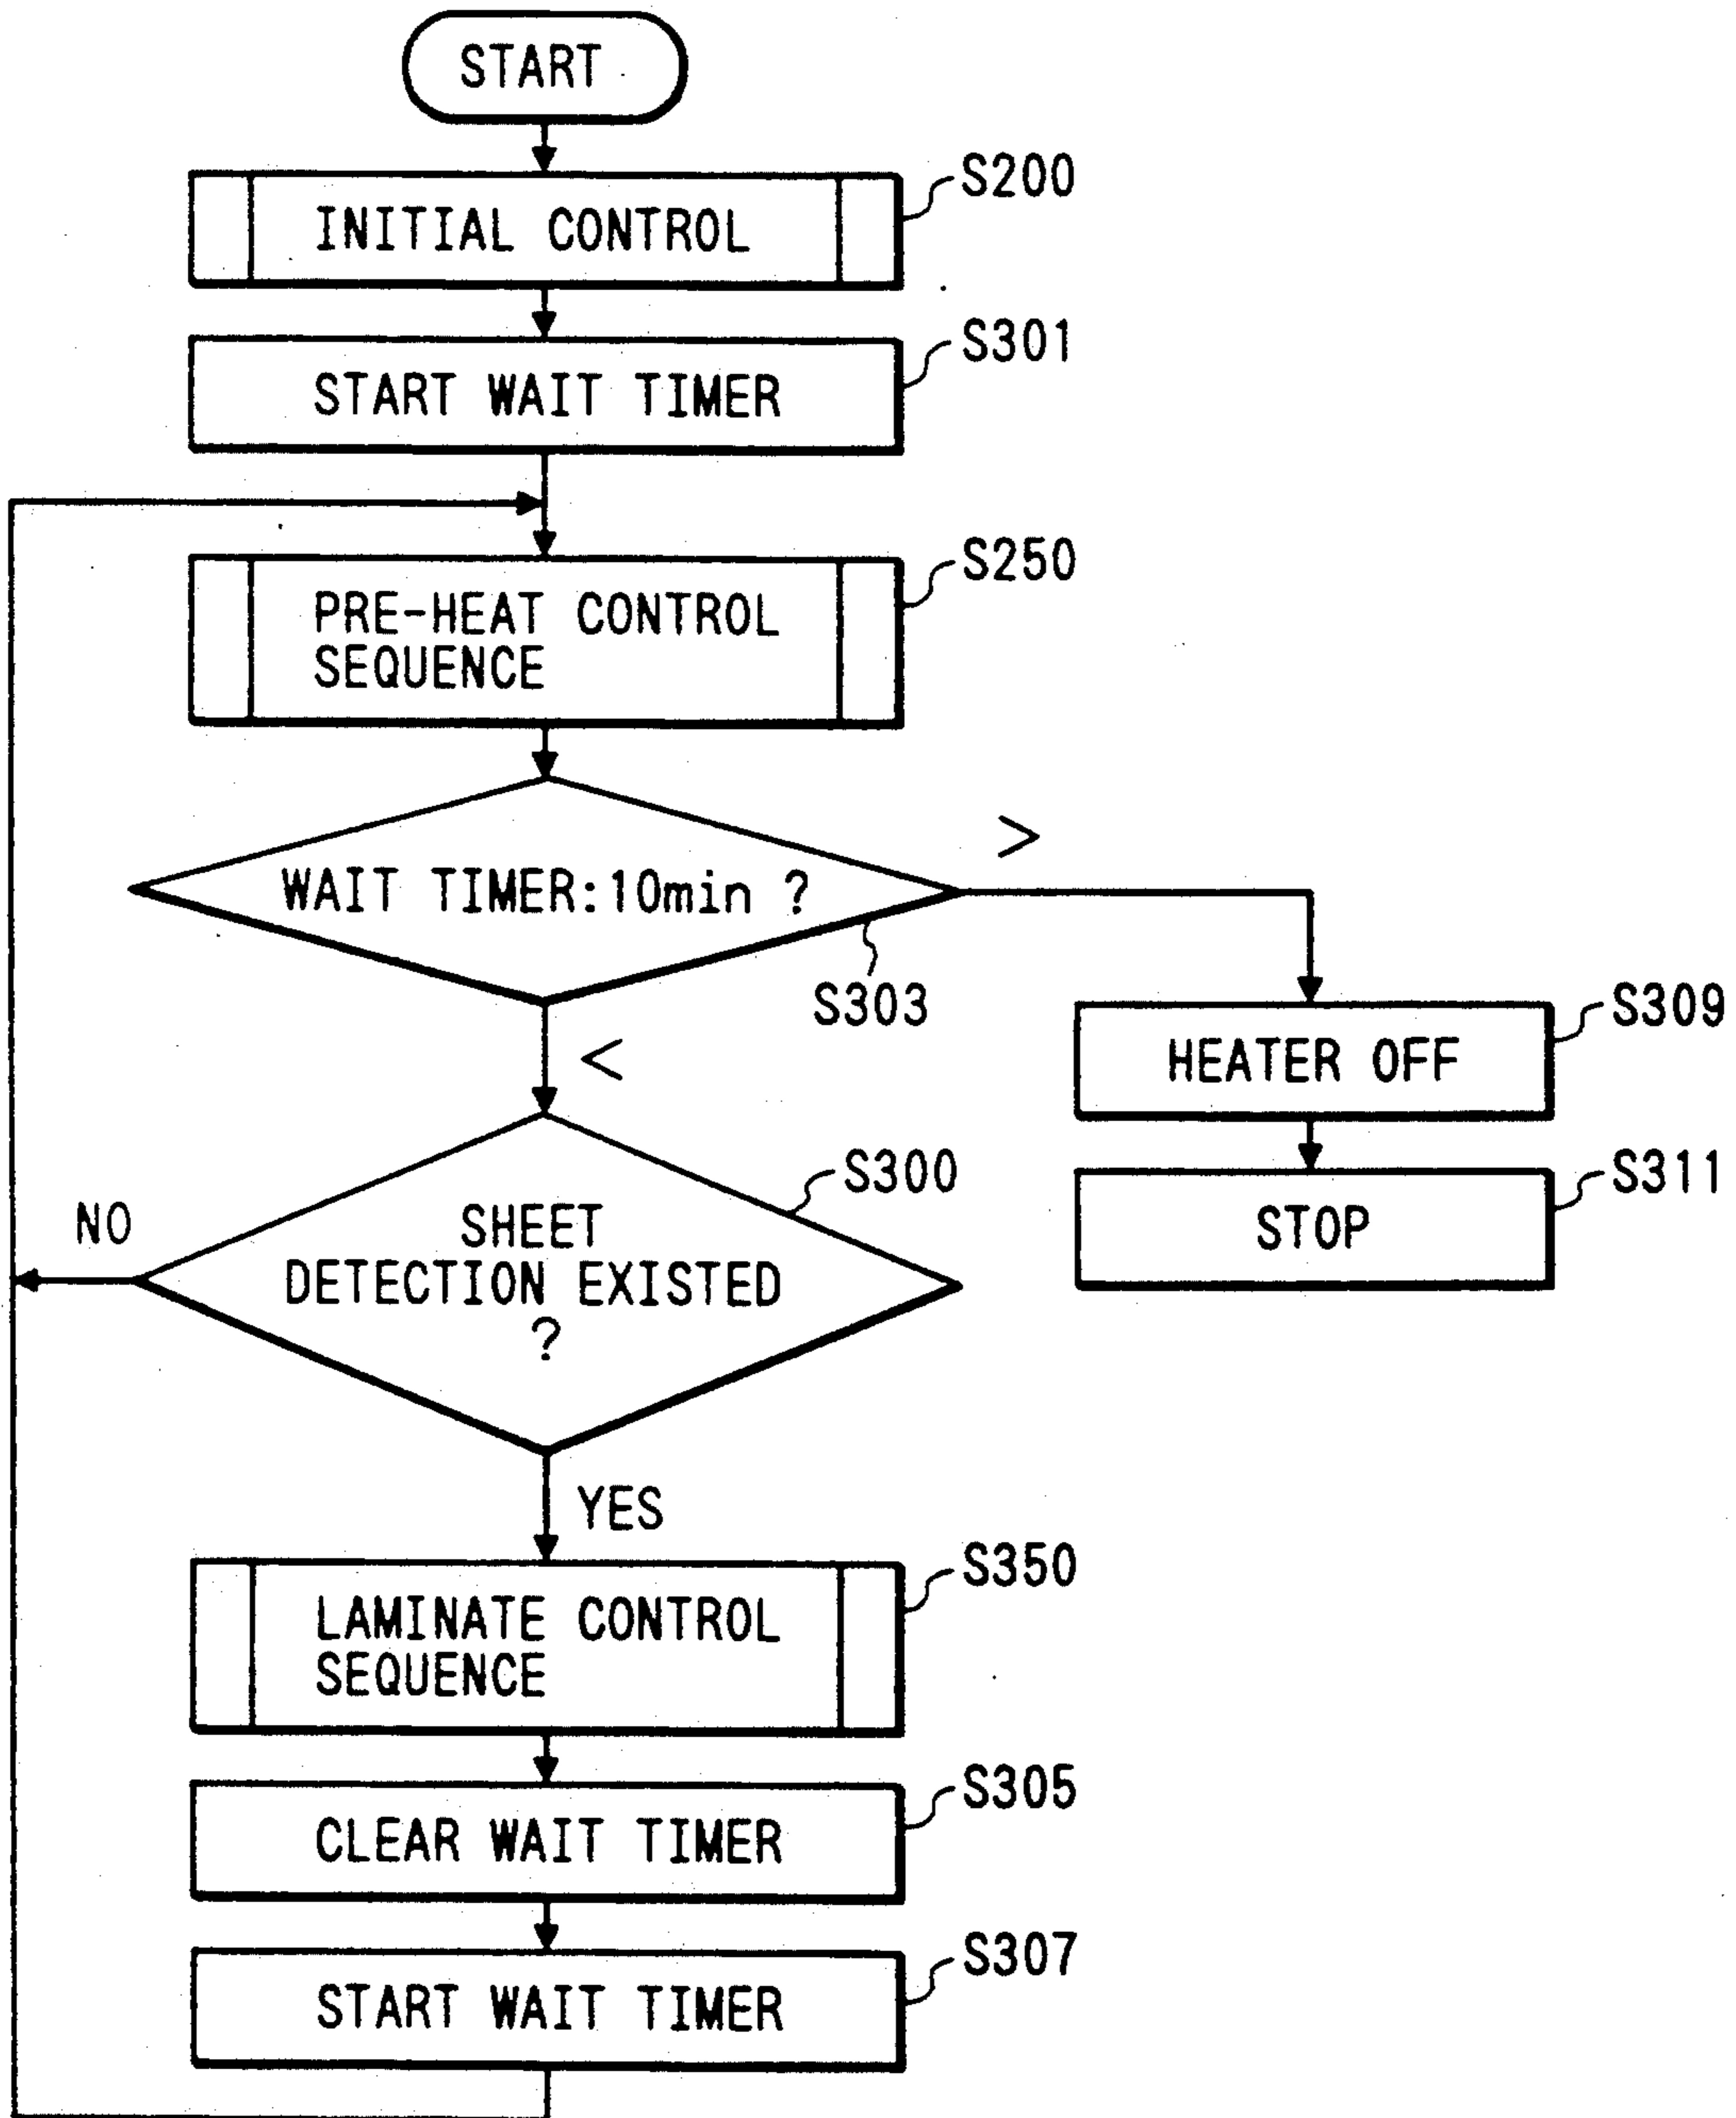 START
INITIAL CONTROL
S200
START WAIT TIMER
S301
PRE-HEAT CONTROL
SEQUENCE
S250
WAIT TIMER:10min ?
S303
>
<
HEATER OFF
S309
STOP
S311
SHEET
DETECTION EXISTED
?
S300
NO
YES
LAMINATE CONTROL
SEQUENCE
S350
CLEAR WAIT TIMER
S305
START WAIT TIMER
S307